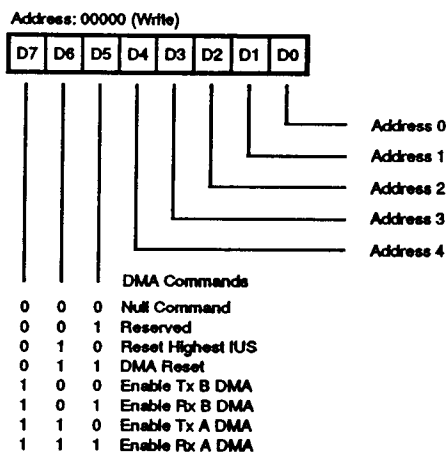 Address: 00000 (Write)
D7 D6 D5 D4 D3 D2 D1 D0
Address 0
Address 1
Address 2
Address 3
Address 4
DMA Commands
0 0 0 Null Command
0 0 1 Reserved
0 1 0 Reset Highest IUS
0 1 1 DMA Reset
1 0 0 Enable Tx B DMA
1 0 1 Enable Rx B DMA
1 1 0 Enable Tx A DMA
1 1 1 Enable Rx A DMA